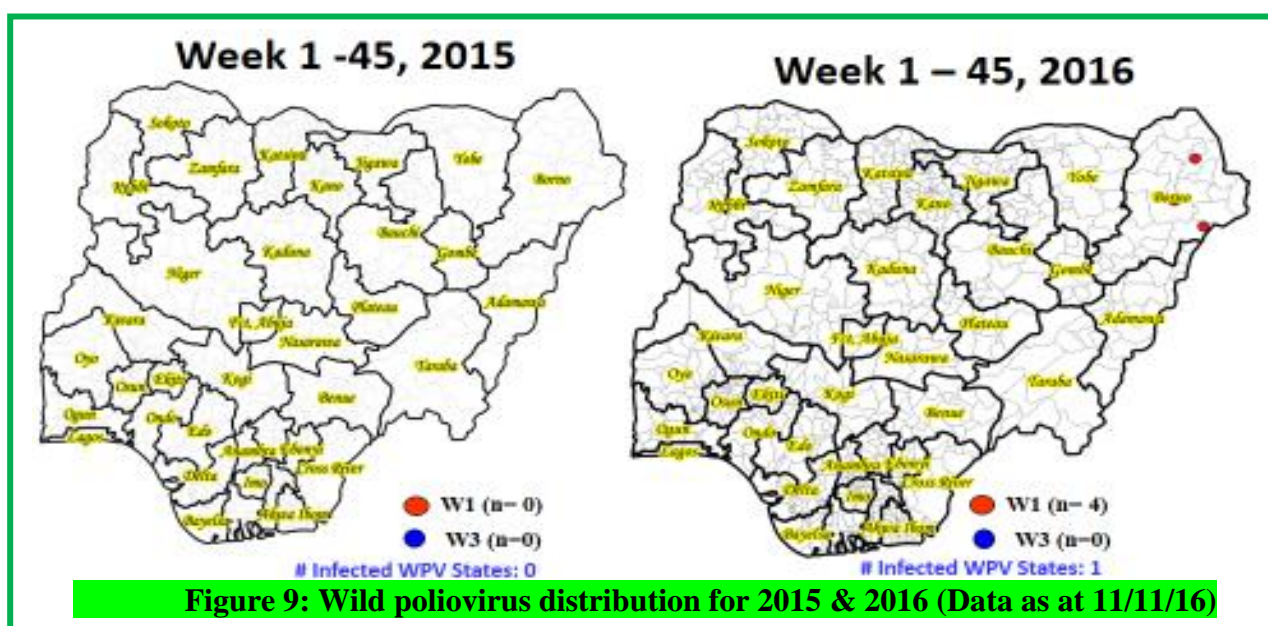 Week 1 -45, 2015
Sokoto
Zamfara
Katsina
Kano
Jigawa
Yobe
Borno
Kebbi
Niger
Kaduna
Bauchi
Gombe
Adamawa
Plateau
Fct, Abuja
Nasarawa
Taraba
Kwara
Oyo
Osun
Ekiti
Kogi
Benue
Ogun
Lagos
Ondo
Edo
Anambra
Ebonyi
Cross River
Delta
Imo
Bayelsa
Akwa Ibom
W1 (n= 0)
W3 (n=0)
# Infected WPV States: 0
Week 1 – 45, 2016
Sokoto
Zamfara
Katsina
Kano
Jigawa
Yobe
Borno
Kebbi
Niger
Kaduna
Bauchi
Gombe
Adamawa
Plateau
Fct, Abuja
Nasarawa
Taraba
Kwara
Oyo
Osun
Ekiti
Kogi
Benue
Ogun
Lagos
Ondo
Edo
Anambra
Ebonyi
Cross River
Delta
Imo
Bayelsa
Akwa Ibom
W1 (n= 4)
W3 (n=0)
# Infected WPV States: 1
Figure 9: Wild poliovirus distribution for 2015 & 2016 (Data as at 11/11/16)